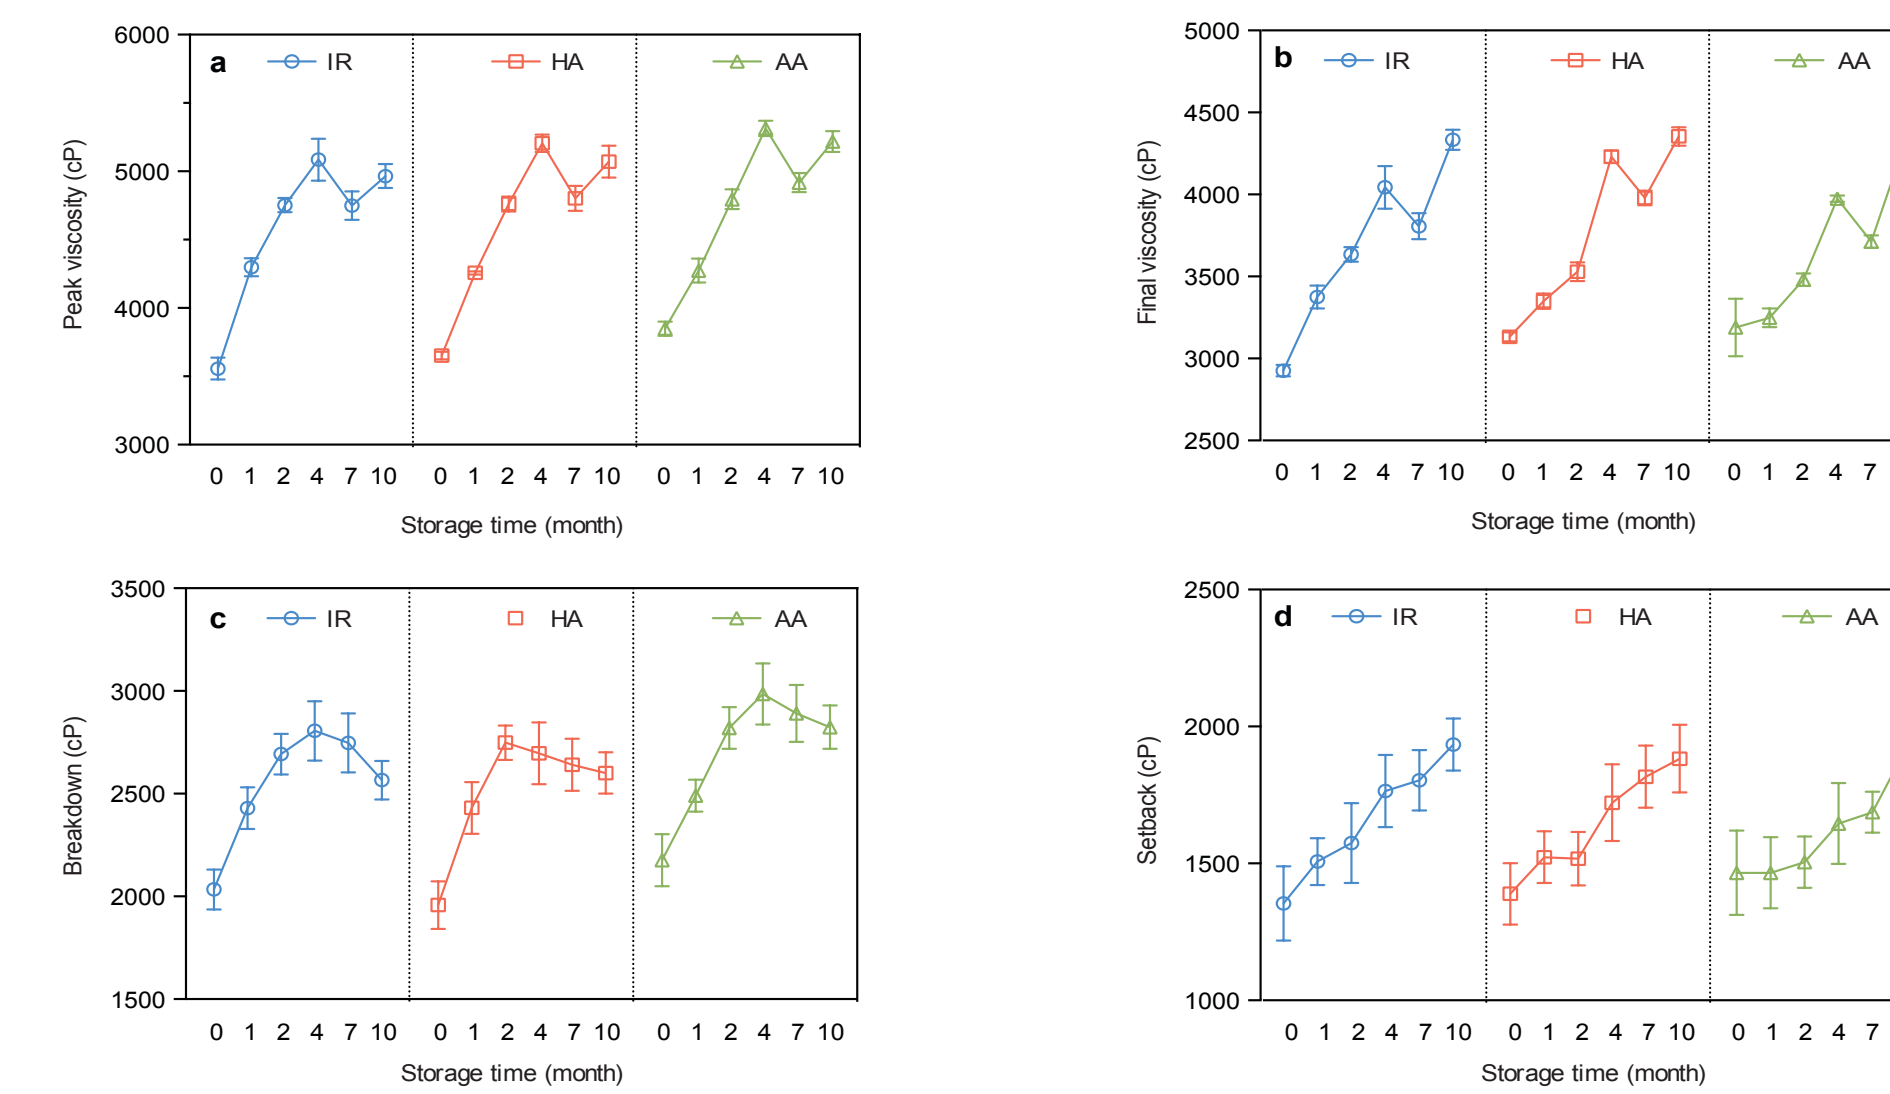 a IR HA AA
6000
5000
4000
3000
Peak viscosity (cP)
0 1 2 4 7 10 0 1 2 4 7 10 0 1 2 4 7 10
Storage time (month)
b IR HA AA
5000
4500
4000
3500
3000
2500
Final viscosity (cP)
0 1 2 4 7 10 0 1 2 4 7 10 0 1 2 4 7
Storage time (month)
c IR HA AA
3500
3000
2500
2000
1500
Breakdown (cP)
0 1 2 4 7 10 0 1 2 4 7 10 0 1 2 4 7 10
Storage time (month)
d IR HA AA
2500
2000
1500
1000
Setback (cP)
0 1 2 4 7 10 0 1 2 4 7 10 0 1 2 4 7
Storage time (month)